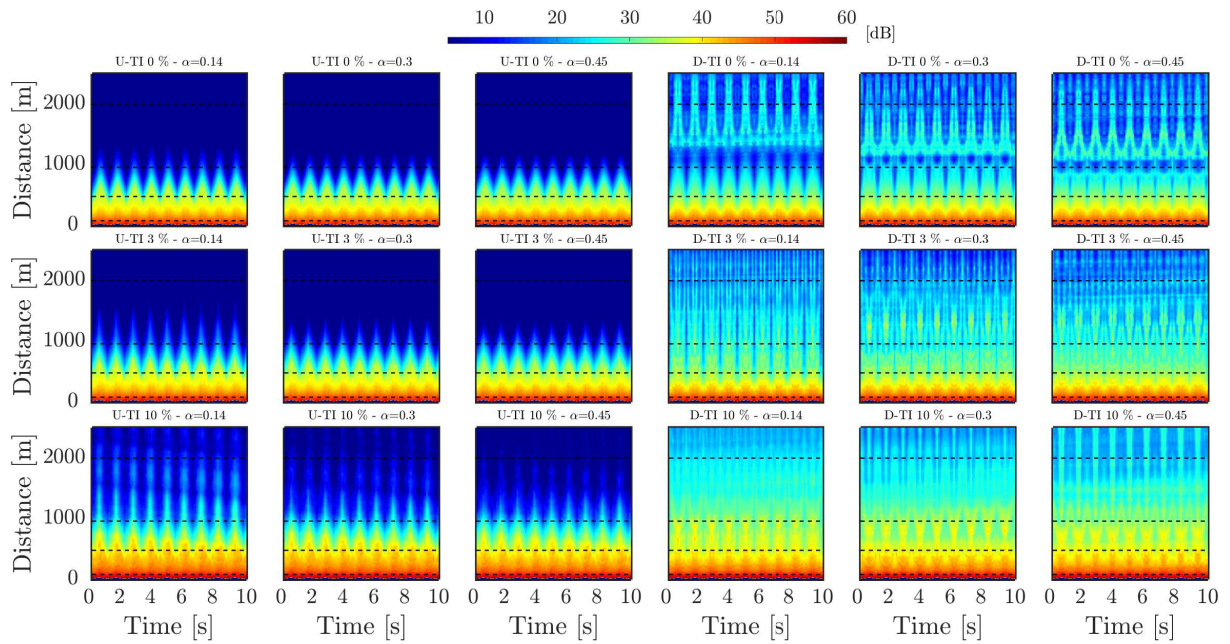 10 20 30 40 50 60 [dB]
U-TI 0 % - α=0.14 U-TI 0 % - α=0.3 U-TI 0 % - α=0.45 D-TI 0 % - α=0.14 D-TI 0 % - α=0.3 D-TI 0 % - α=0.45
2000
1000
0
Distance [m]
U-TI 3 % - α=0.14 U-TI 3 % - α=0.3 U-TI 3 % - α=0.45 D-TI 3 % - α=0.14 D-TI 3 % - α=0.3 D-TI 3 % - α=0.45
2000
1000
0
Distance [m]
U-TI 10 % - α=0.14 U-TI 10 % - α=0.3 U-TI 10 % - α=0.45 D-TI 10 % - α=0.14 D-TI 10 % - α=0.3 D-TI 10 % - α=0.45
2000
1000
0
Distance [m]
0 2 4 6 8 10 0 2 4 6 8 10 0 2 4 6 8 10 0 2 4 6 8 10 0 2 4 6 8 10 0 2 4 6 8 10
Time [s] Time [s] Time [s] Time [s] Time [s] Time [s]